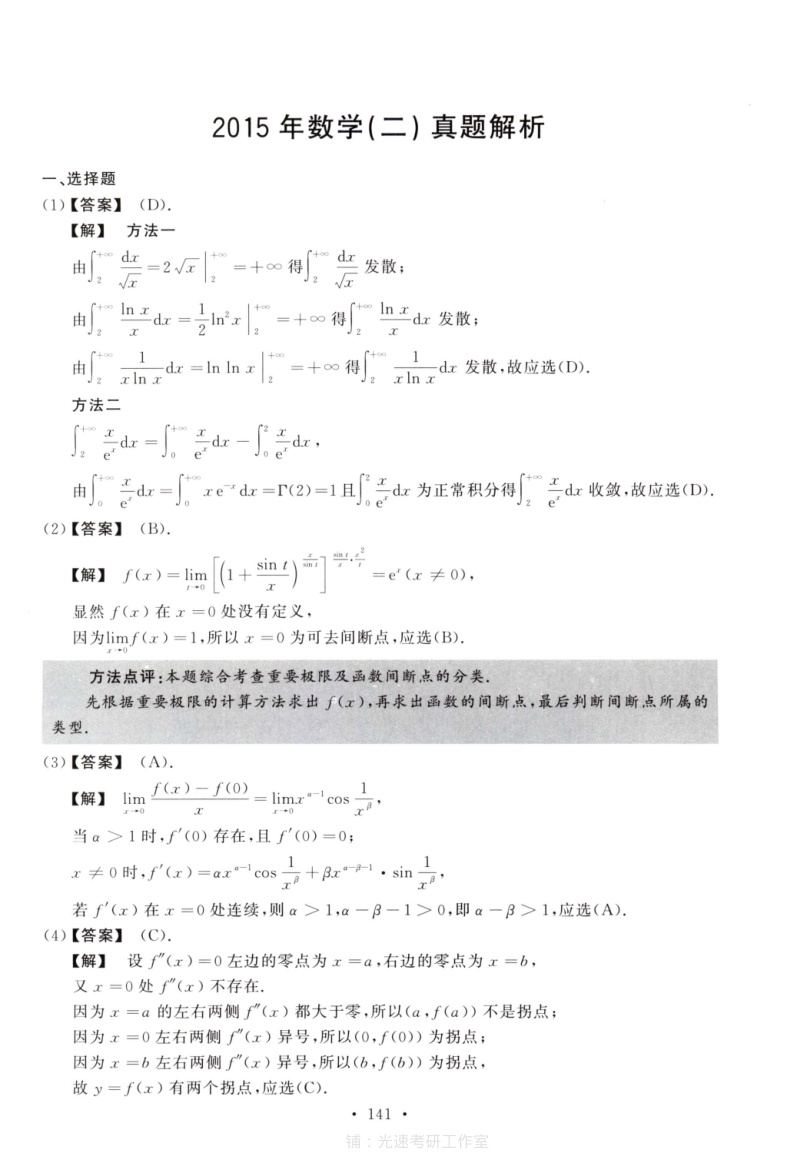 2015 年数学(二) 真题解析
一、选择题
(1)【答案】 (D).
【解】 方法一
由∫₂^{+∞} dx/√x = 2√x |₂^{+∞} = +∞ 得∫₂^{+∞} dx/√x 发散;
由∫₂^{+∞} (ln x)/x dx = 1/2 ln²x |₂^{+∞} = +∞ 得∫₂^{+∞} (ln x)/x dx 发散;
由∫₂^{+∞} 1/(x ln x) dx = ln ln x |₂^{+∞} = +∞ 得∫₂^{+∞} 1/(x ln x) dx 发散,故应选(D).
方法二
∫₂^{+∞} x/e^x dx = ∫₀^{+∞} x/e^x dx − ∫₀² x/e^x dx,
由∫₀^{+∞} x/e^x dx = ∫₀^{+∞} x e^{−x} dx = Γ(2) = 1 且∫₀² x/e^x dx 为正常积分得∫₂^{+∞} x/e^x dx 收敛,故应选(D).
(2)【答案】 (B).
【解】 f(x) = lim_{t→0} [(1 + (sin t)/x)^{x/(sin t)}]^{(sin t)/x · x²/t} = e^x (x ≠ 0),
显然 f(x) 在 x = 0 处没有定义,
因为lim_{x→0} f(x) = 1,所以 x = 0 为可去间断点,应选(B).
方法点评:本题综合考查重要极限及函数间断点的分类.
先根据重要极限的计算方法求出 f(x),再求出函数的间断点,最后判断间断点所属的
类型.
(3)【答案】 (A).
【解】 lim_{x→0} (f(x) − f(0))/x = lim_{x→0} x^{α−1} cos 1/x^β,
当 α > 1 时,f′(0) 存在,且 f′(0) = 0;
x ≠ 0 时,f′(x) = αx^{α−1} cos 1/x^β + βx^{α−β−1} · sin 1/x^β,
若 f′(x) 在 x = 0 处连续,则 α > 1,α − β − 1 > 0,即 α − β > 1,应选(A).
(4)【答案】 (C).
【解】 设 f″(x) = 0 左边的零点为 x = a,右边的零点为 x = b,
又 x = 0 处 f″(x) 不存在.
因为 x = a 的左右两侧 f″(x) 都大于零,所以(a,f(a)) 不是拐点;
因为 x = 0 左右两侧 f″(x) 异号,所以(0,f(0)) 为拐点;
因为 x = b 左右两侧 f″(x) 异号,所以(b,f(b)) 为拐点,
故 y = f(x) 有两个拐点,应选(C).
• 141 •
铺:光速考研工作室